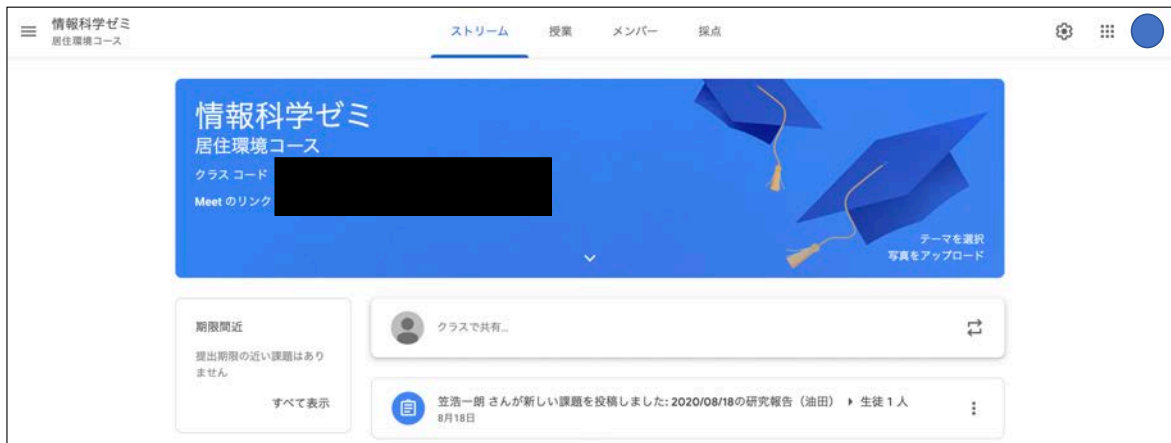 情報科学ゼミ
居住環境コース
ストリーム
授業
メンバー
採点
情報科学ゼミ
居住環境コース
クラス コード
Meet のリンク
テーマを選択
写真をアップロード
期限間近
提出期限の近い課題はあり
ません
すべて表示
クラスで共有...
笠浩一朗 さんが新しい課題を投稿しました: 2020/08/18の研究報告（油田） ▶ 生徒 1 人
8月18日